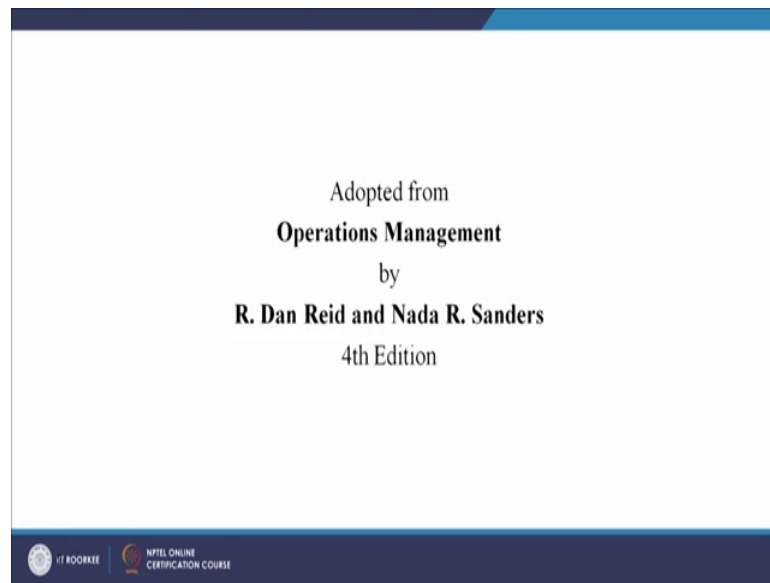 Adopted from
Operations Management
by
R. Dan Reid and Nada R. Sanders
4th Edition
IIT ROORKEE
NPTEL ONLINE
CERTIFICATION COURSE